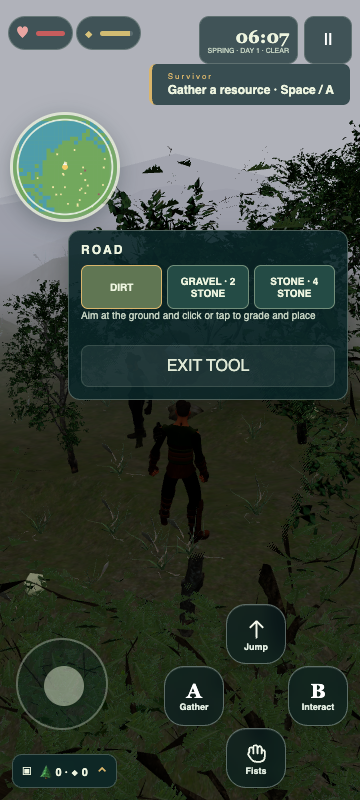 06:07
SPRING · DAY 1 · CLEAR
Survivor
Gather a resource · Space / A
ROAD
DIRT
GRAVEL · 2 STONE
STONE · 4 STONE
Aim at the ground and click or tap to grade and place
EXIT TOOL
Jump
A
Gather
B
Interact
Fists
0 · ◆ 0